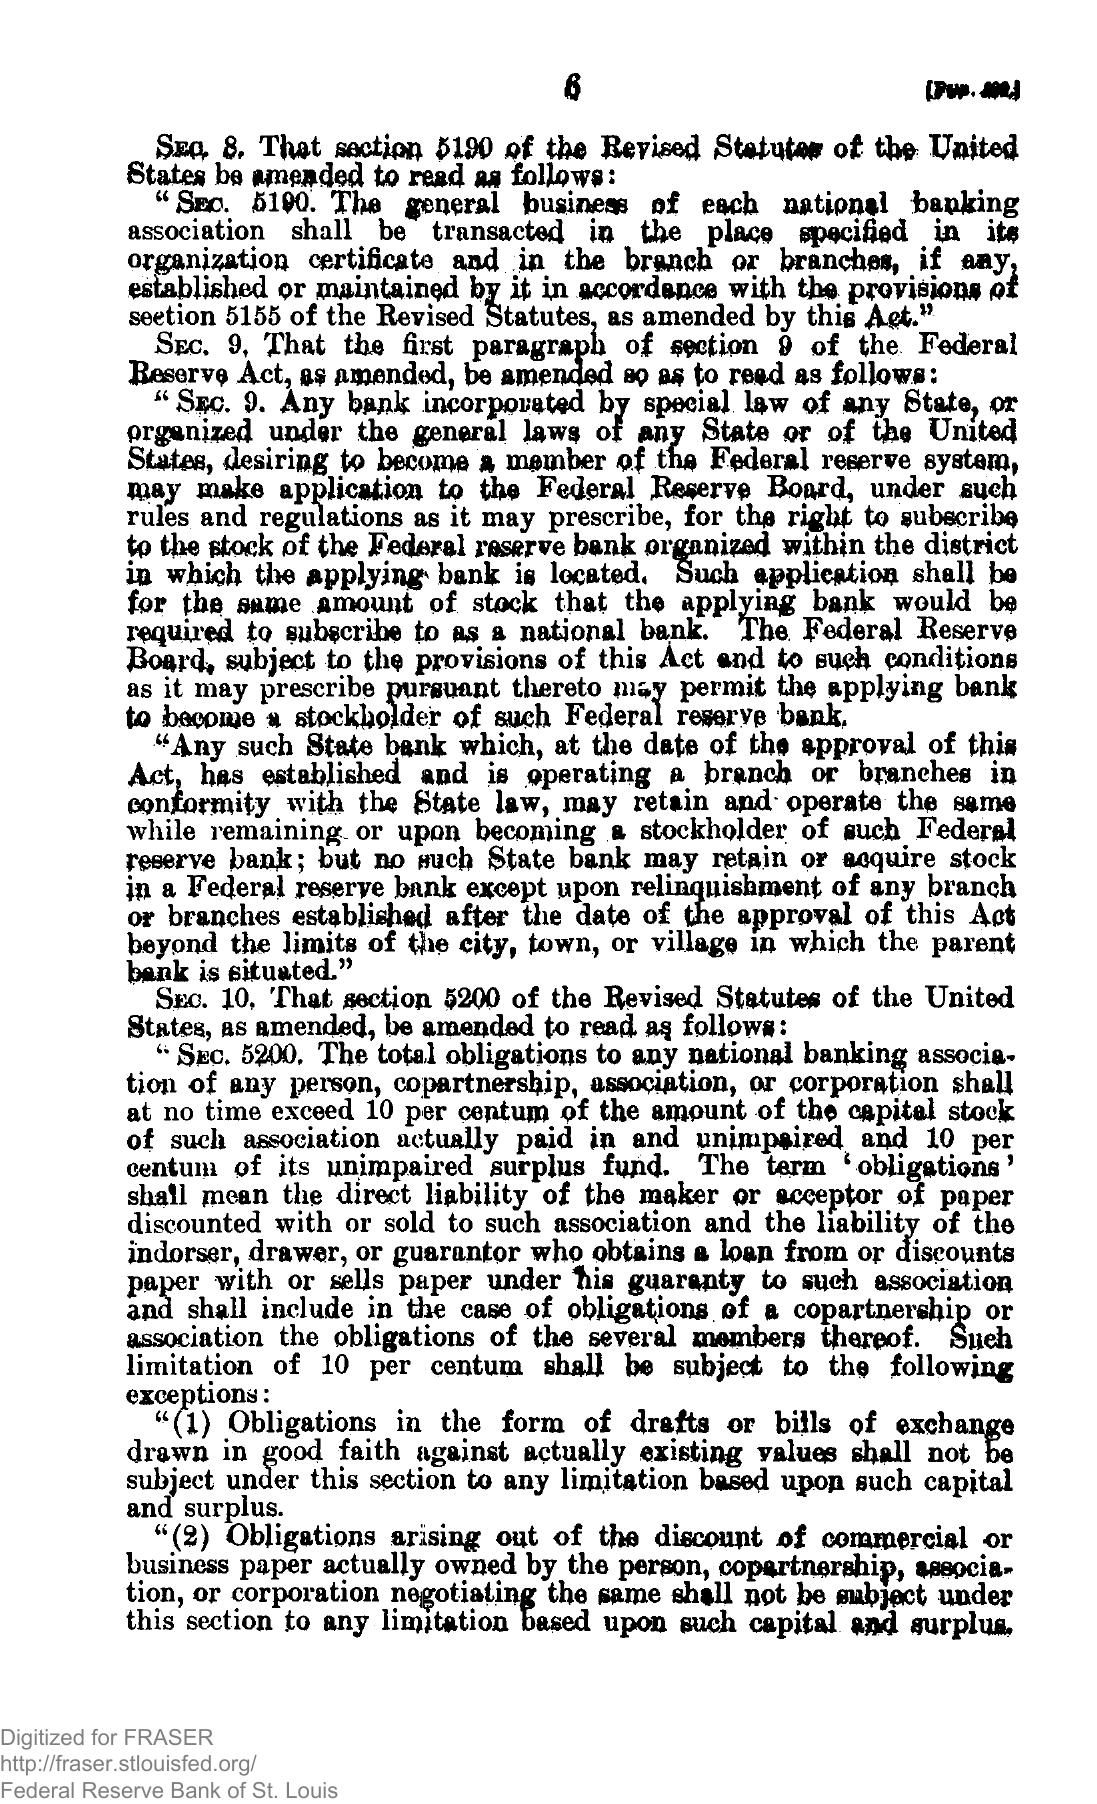 6
[Pub. 639.]
SEC. 8. That section 5190 of the Revised Statutes of the United
States be amended to read as follows:
“SEC. 5190. The general business of each national banking
association shall be transacted in the place specified in its
organization certificate and in the branch or branches, if any,
established or maintained by it in accordance with the provisions of
section 5155 of the Revised Statutes, as amended by this Act.”
SEC. 9. That the first paragraph of section 9 of the Federal
Reserve Act, as amended, be amended so as to read as follows:
“SEC. 9. Any bank incorporated by special law of any State, or
organized under the general laws of any State or of the United
States, desiring to become a member of the Federal reserve system,
may make application to the Federal Reserve Board, under such
rules and regulations as it may prescribe, for the right to subscribe
to the stock of the Federal reserve bank organized within the district
in which the applying bank is located. Such application shall be
for the same amount of stock that the applying bank would be
required to subscribe to as a national bank. The Federal Reserve
Board, subject to the provisions of this Act and to such conditions
as it may prescribe pursuant thereto may permit the applying bank
to become a stockholder of such Federal reserve bank.
“Any such State bank which, at the date of the approval of this
Act, has established and is operating a branch or branches in
conformity with the State law, may retain and operate the same
while remaining or upon becoming a stockholder of such Federal
reserve bank; but no such State bank may retain or acquire stock
in a Federal reserve bank except upon relinquishment of any branch
or branches established after the date of the approval of this Act
beyond the limits of the city, town, or village in which the parent
bank is situated.”
SEC. 10. That section 5200 of the Revised Statutes of the United
States, as amended, be amended to read as follows:
“SEC. 5200. The total obligations to any national banking associa-
tion of any person, copartnership, association, or corporation shall
at no time exceed 10 per centum of the amount of the capital stock
of such association actually paid in and unimpaired and 10 per
centum of its unimpaired surplus fund. The term ‘obligations’
shall mean the direct liability of the maker or acceptor of paper
discounted with or sold to such association and the liability of the
indorser, drawer, or guarantor who obtains a loan from or discounts
paper with or sells paper under his guaranty to such association
and shall include in the case of obligations of a copartnership or
association the obligations of the several members thereof. Such
limitation of 10 per centum shall be subject to the following
exceptions:
“(1) Obligations in the form of drafts or bills of exchange
drawn in good faith against actually existing values shall not be
subject under this section to any limitation based upon such capital
and surplus.
“(2) Obligations arising out of the discount of commercial or
business paper actually owned by the person, copartnership, associa-
tion, or corporation negotiating the same shall not be subject under
this section to any limitation based upon such capital and surplus.
Digitized for FRASER
http://fraser.stlouisfed.org/
Federal Reserve Bank of St. Louis